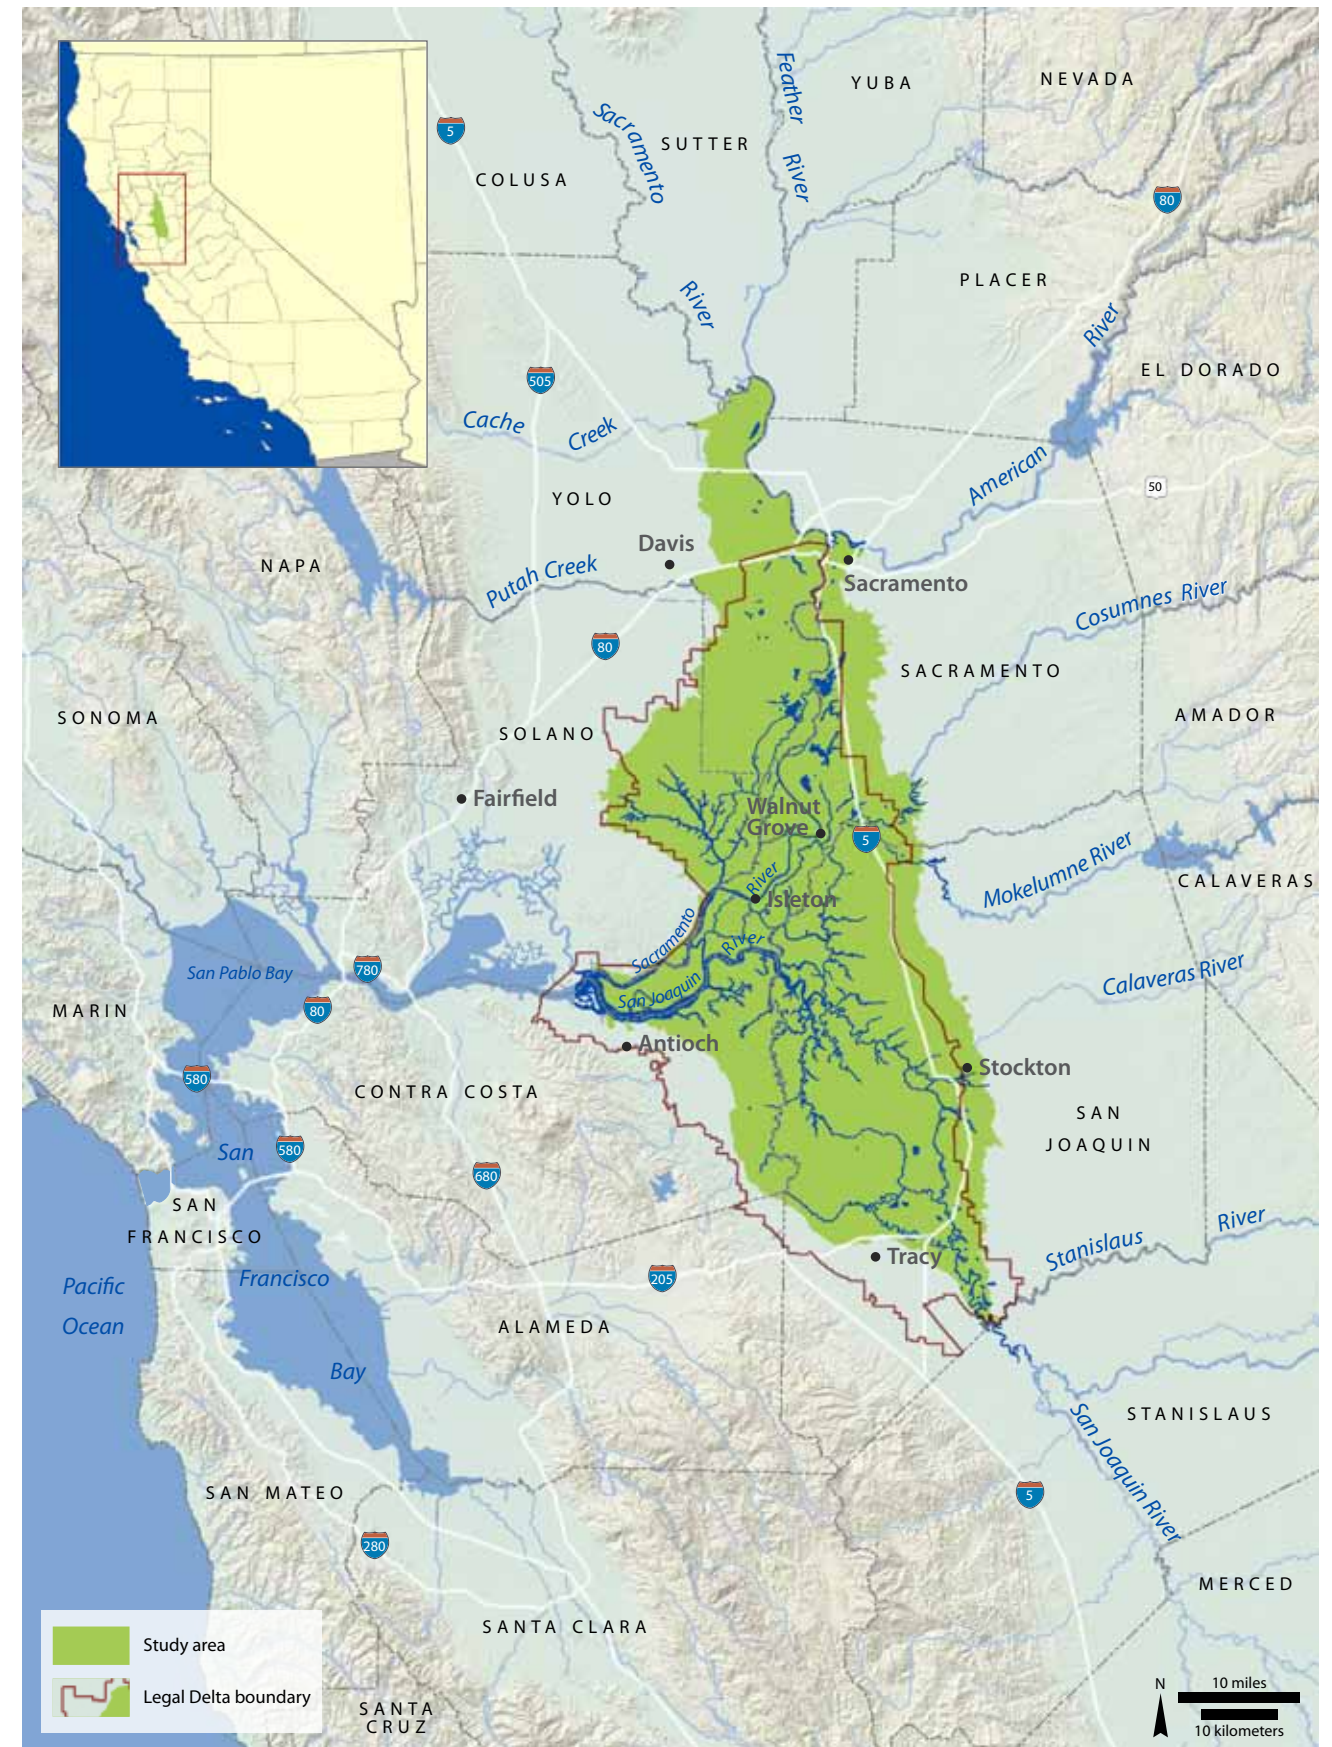 Feather
River
YUBA
NEVADA
Sacramento
River
5
SUTTER
COLUSA
80
PLACER
River
EL DORADO
505
Cache
Creek
American
50
YOLO
Davis
Sacramento
NAPA
Putah Creek
Cosumnes River
80
SACRAMENTO
SONOMA
SOLANO
AMADOR
Fairfield
Walnut
Grove
5
Mokelumne River
CALAVERAS
River
Isleton
Sacramento
River
San Joaquin
San Pablo Bay
780
80
Calaveras River
MARIN
Antioch
Stockton
580
CONTRA COSTA
SAN
JOAQUIN
San
580
680
SAN
FRANCISCO
Stanislaus
River
Tracy
Francisco
205
Pacific
Ocean
ALAMEDA
Bay
STANISLAUS
San Joaquin River
SAN MATEO
5
280
MERCED
SANTA CLARA
Study area
Legal Delta boundary
SANTA
CRUZ
N
10 miles
10 kilometers